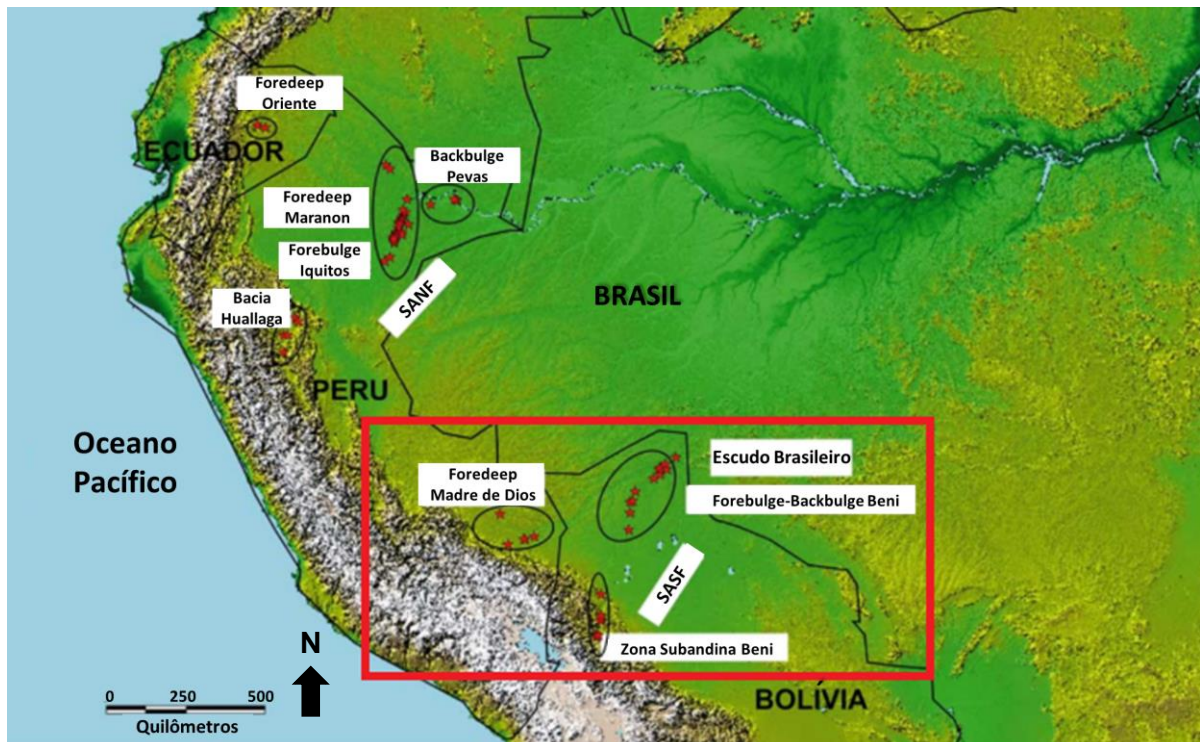 Foredeep
Oriente
ECUADOR
Backbulge
Pevas
Foredeep
Maranon
Forebulge
Iquitos
SANF
BRASIL
Bacia
Huallaga
PERU
Oceano
Pacífico
Escudo Brasileiro
Foredeep
Madre de Dios
Forebulge-Backbulge Beni
SASF
Zona Subandina Beni
N
BOLÍVIA
0 250 500
Quilômetros